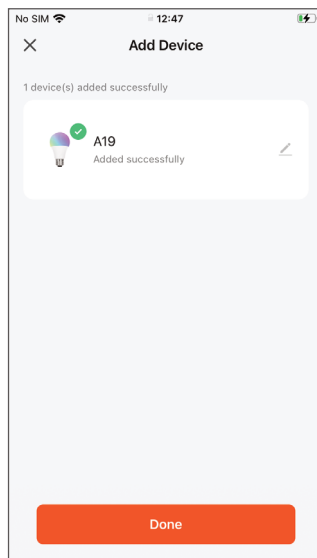 No SIM 12:47
Add Device
1 device(s) added successfully
A19
Added successfully
Done